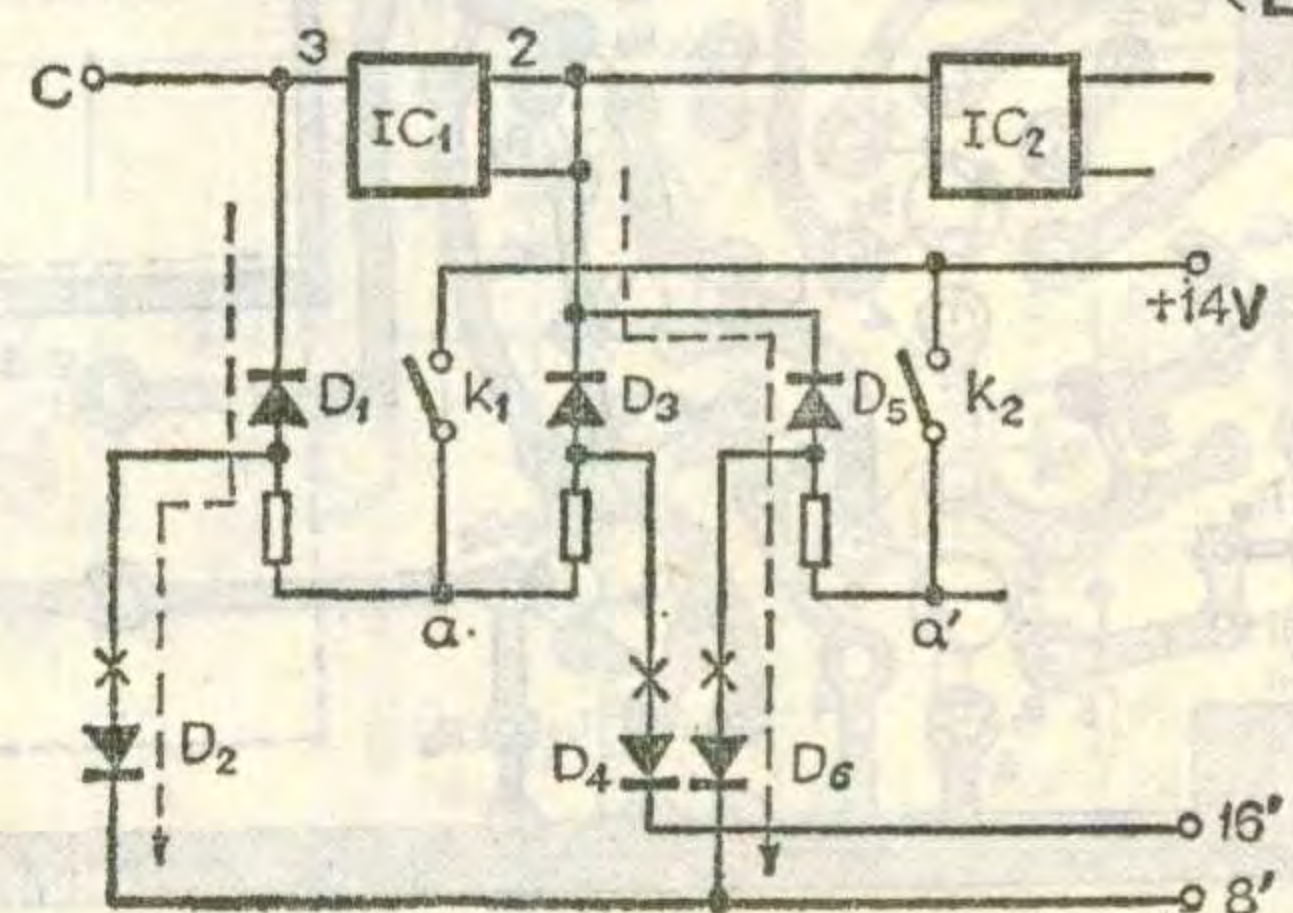 C 3 IC₁ 2 IC₂
+14V
D₁ K₁ D₃ D₅ K₂
a. a'
D₂ D₄ D₆
16'
8'